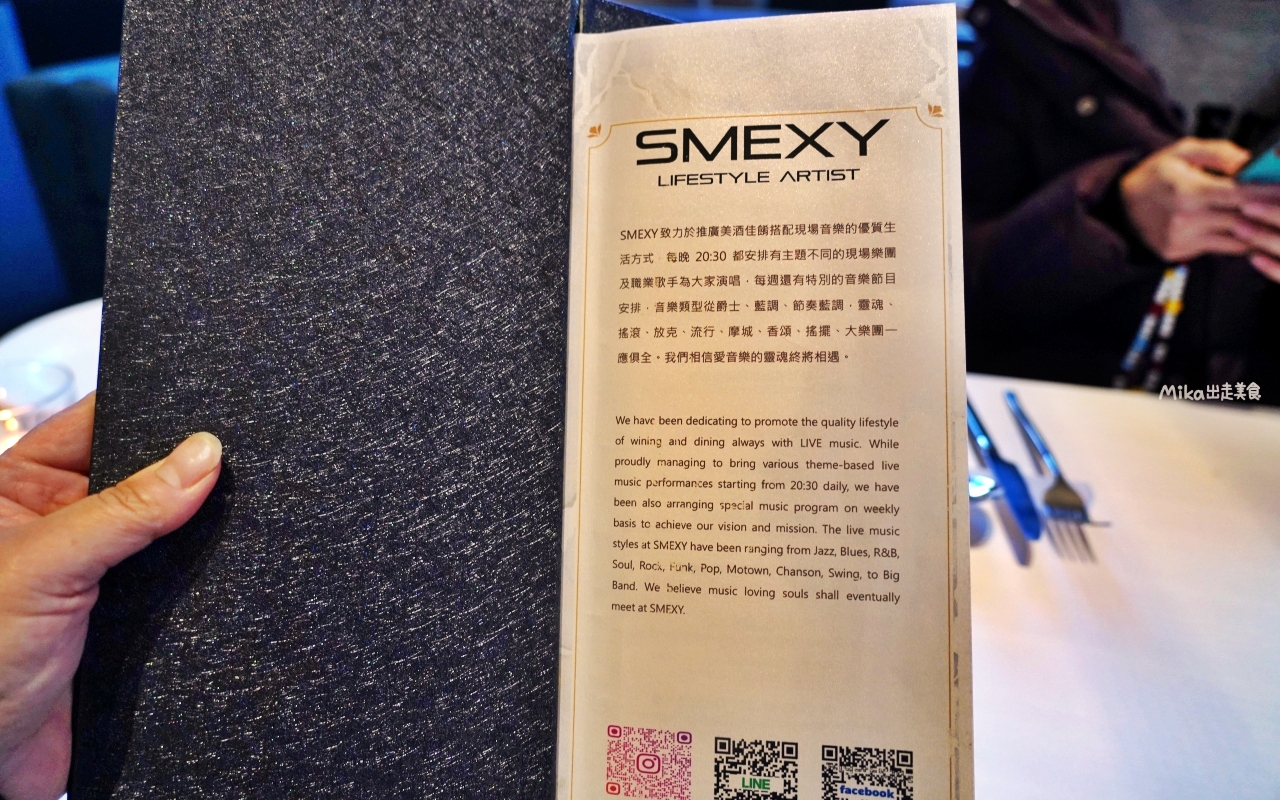 SMEXY
LIFESTYLE ARTIST
SMEXY致力於推廣美酒佳餚搭配現場音樂的優質生
活方式，每晚 20:30 都安排有主題不同的現場樂團
及職業歌手為大家演唱，每週還有特別的音樂節目
安排，音樂類型從爵士、藍調、節奏藍調，靈魂、
搖滾、放克、流行、摩城、香頌、搖擺、大樂團一
應俱全。我們相信愛音樂的靈魂終將相遇。
We have been dedicating to promote the quality lifestyle
of wining and dining always with LIVE music. While
proudly managing to bring various theme-based live
music performances starting from 20:30 daily, we have
been also arranging special music program on weekly
basis to achieve our vision and mission. The live music
styles at SMEXY have been ranging from Jazz, Blues, R&B,
Soul, Rock, Funk, Pop, Motown, Chanson, Swing, to Big
Band. We believe music loving souls shall eventually
meet at SMEXY.
LINE
facebook
Mika出走美食